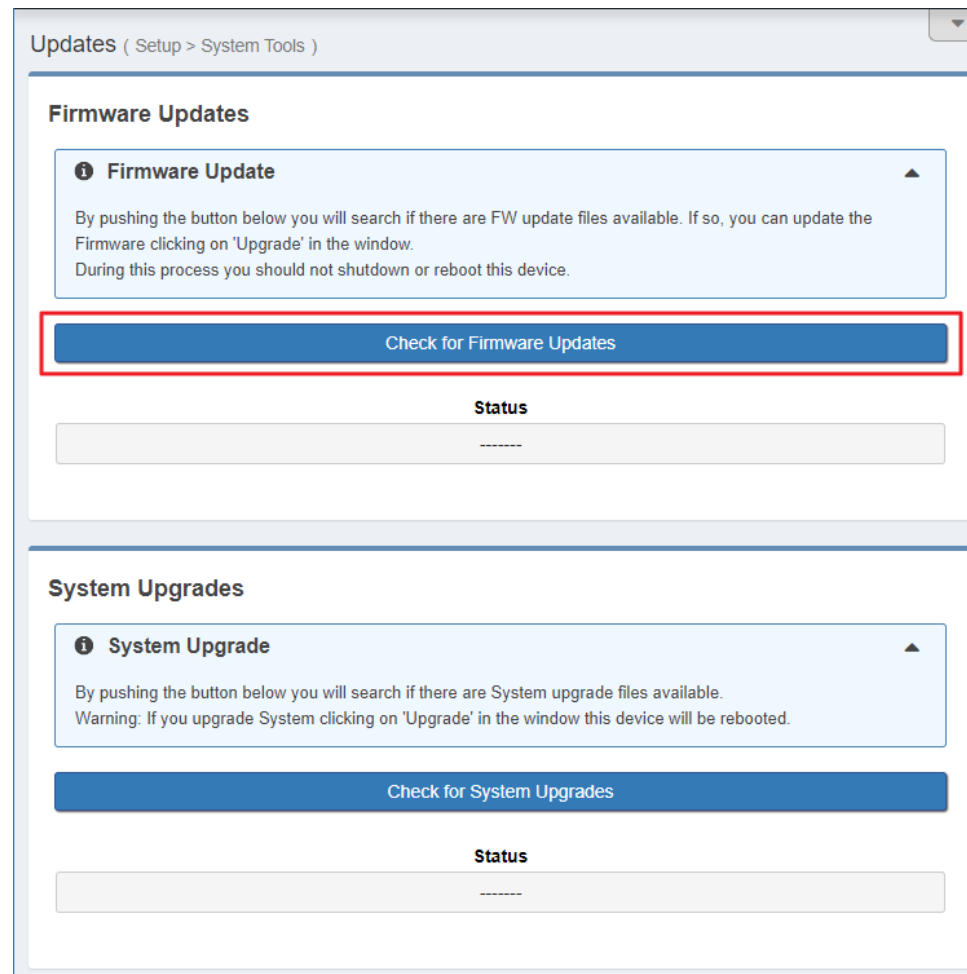 Updates ( Setup > System Tools )
Firmware Updates
Firmware Update
By pushing the button below you will search if there are FW update files available. If so, you can update the
Firmware clicking on 'Upgrade' in the window.
During this process you should not shutdown or reboot this device.
Check for Firmware Updates
Status
-------
System Upgrades
System Upgrade
By pushing the button below you will search if there are System upgrade files available.
Warning: If you upgrade System clicking on 'Upgrade' in the window this device will be rebooted.
Check for System Upgrades
Status
-------